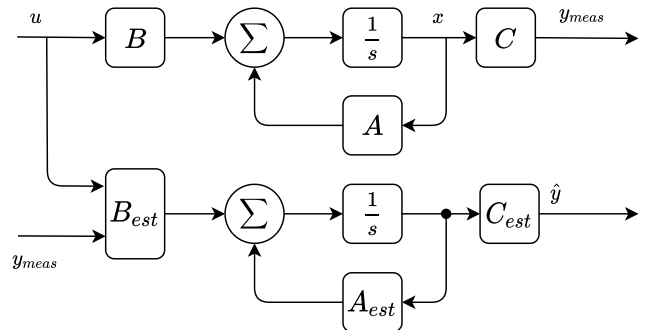 u
B
∑
1/s
x
C
y_meas
A
B_est
y_meas
∑
1/s
C_est
ŷ
A_est